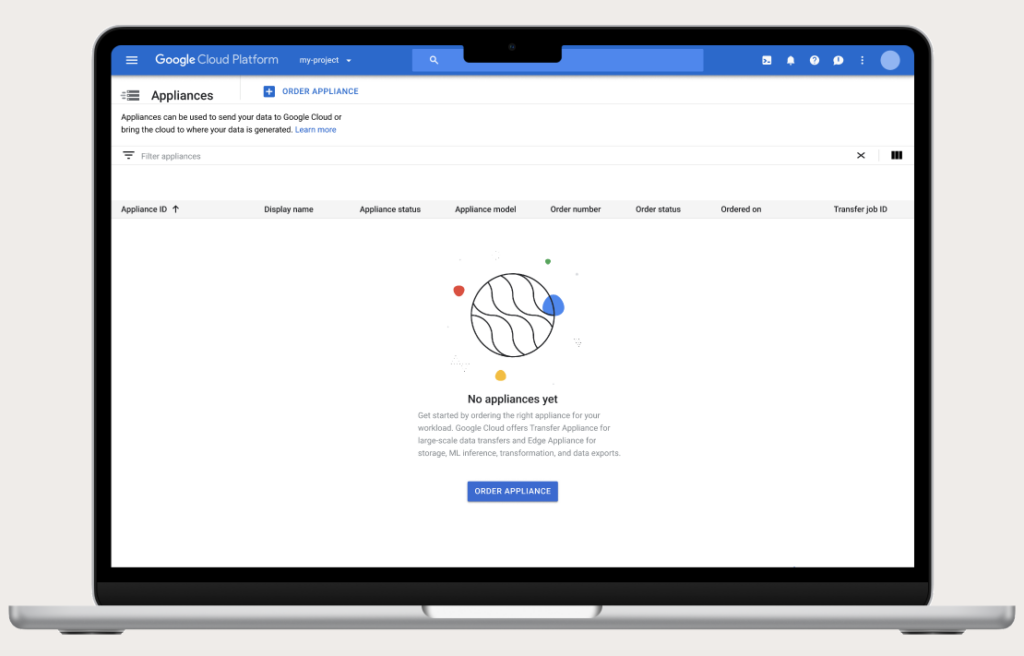 Google Cloud Platform my-project
Appliances ORDER APPLIANCE
Appliances can be used to send your data to Google Cloud or
bring the cloud to where your data is generated. Learn more
Filter appliances
Appliance ID Display name Appliance status Appliance model Order number Order status Ordered on Transfer job ID
No appliances yet
Get started by ordering the right appliance for your
workload. Google Cloud offers Transfer Appliance for
large-scale data transfers and Edge Appliance for
storage, ML inference, transformation, and data exports.
ORDER APPLIANCE